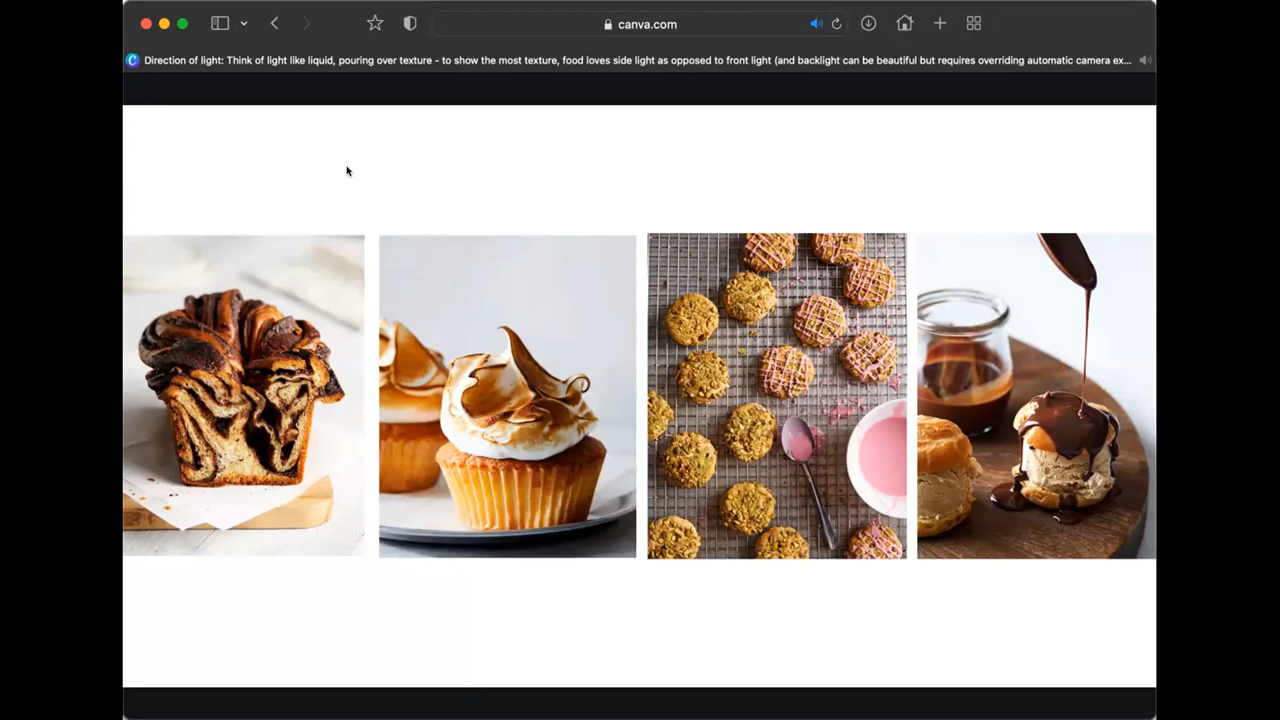 canva.com
Direction of light: Think of light like liquid, pouring over texture - to show the most texture, food loves side light as opposed to front light (and backlight can be beautiful but requires overriding automatic camera ex...